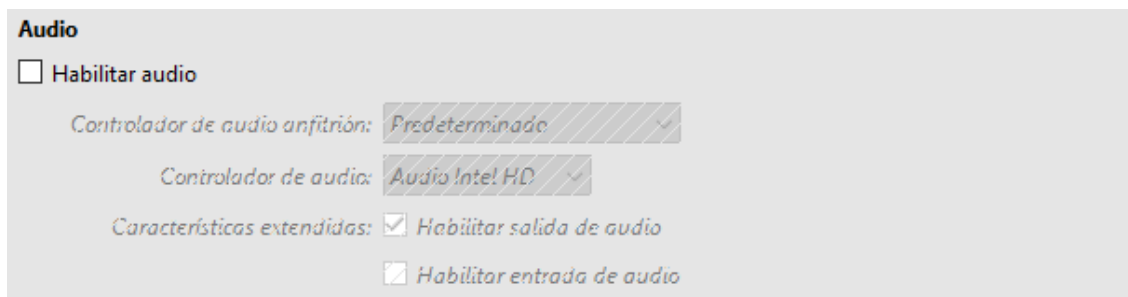 Audio
Habilitar audio
Controlador de audio anfitrión: Predeterminado
Controlador de audio: Audio Intel HD
Características extendidas: Habilitar salida de audio
Habilitar entrada de audio